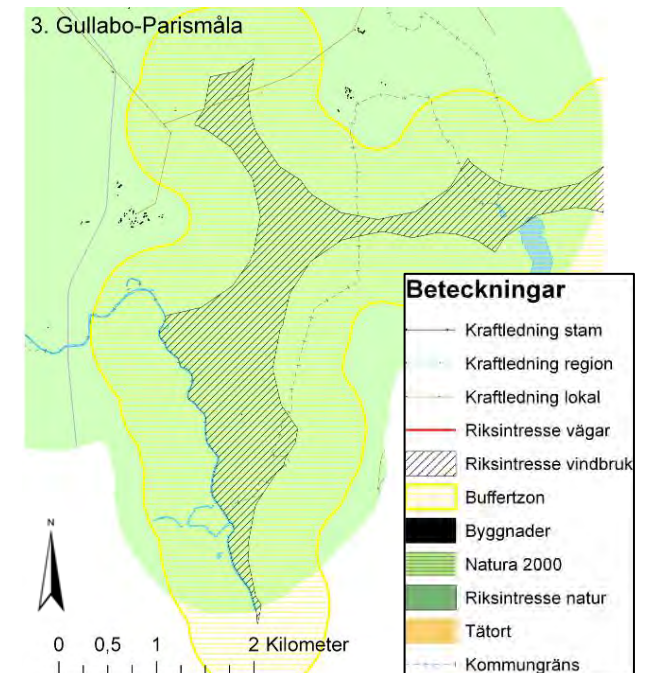 3. Gullabo-Parismåla
Beteckningar
Kraftledning stam
Kraftledning region
Kraftledning lokal
Riksintresse vägar
Riksintresse vindbruk
Buffertzon
Byggnader
Natura 2000
Riksintresse natur
Tätort
Kommungräns
N
0 0,5 1 2 Kilometer